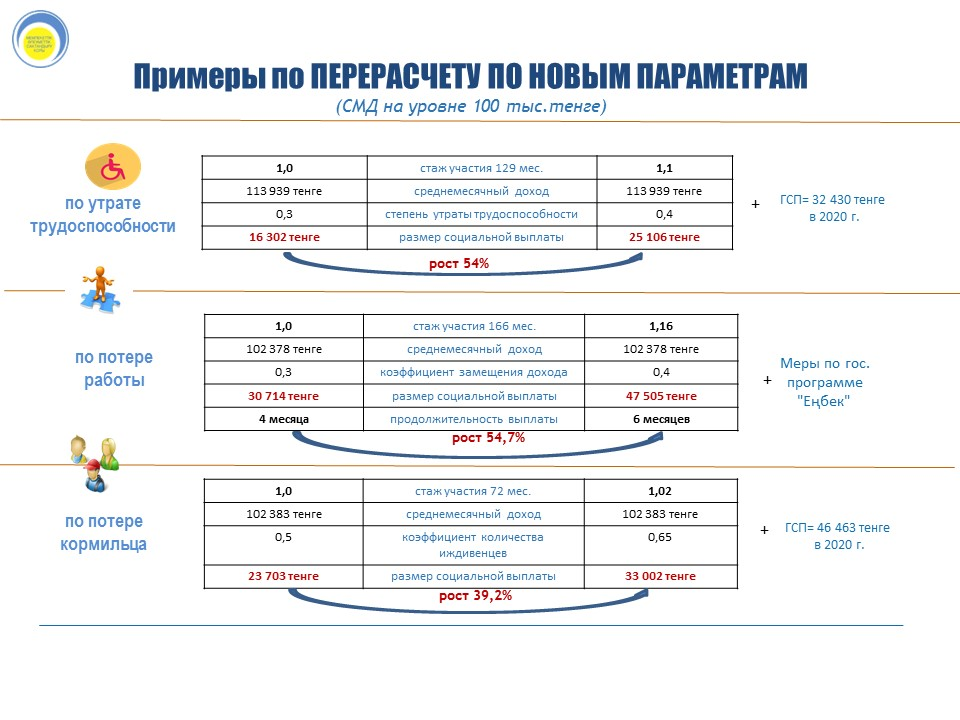 Примеры по ПЕРЕРАСЧЕТУ ПО НОВЫМ ПАРАМЕТРАМ
(СМД на уровне 100 тыс.тенге)
по утрате
трудоспособности
1,0 стаж участия 129 мес. 1,1
113 939 тенге среднемесячный доход 113 939 тенге
0,3 степень утраты трудоспособности 0,4
16 302 тенге размер социальной выплаты 25 106 тенге
рост 54%
+ ГСП= 32 430 тенге
в 2020 г.
по потере
работы
1,0 стаж участия 166 мес. 1,16
102 378 тенге среднемесячный доход 102 378 тенге
0,3 коэффициент замещения дохода 0,4
30 714 тенге размер социальной выплаты 47 505 тенге
4 месяца продолжительность выплаты 6 месяцев
рост 54,7%
+ Меры по гос.
программе
"Еңбек"
по потере
кормильца
1,0 стаж участия 72 мес. 1,02
102 383 тенге среднемесячный доход 102 383 тенге
0,5 коэффициент количества 0,65
иждивенцев
23 703 тенге размер социальной выплаты 33 002 тенге
рост 39,2%
+ ГСП= 46 463 тенге
в 2020 г.